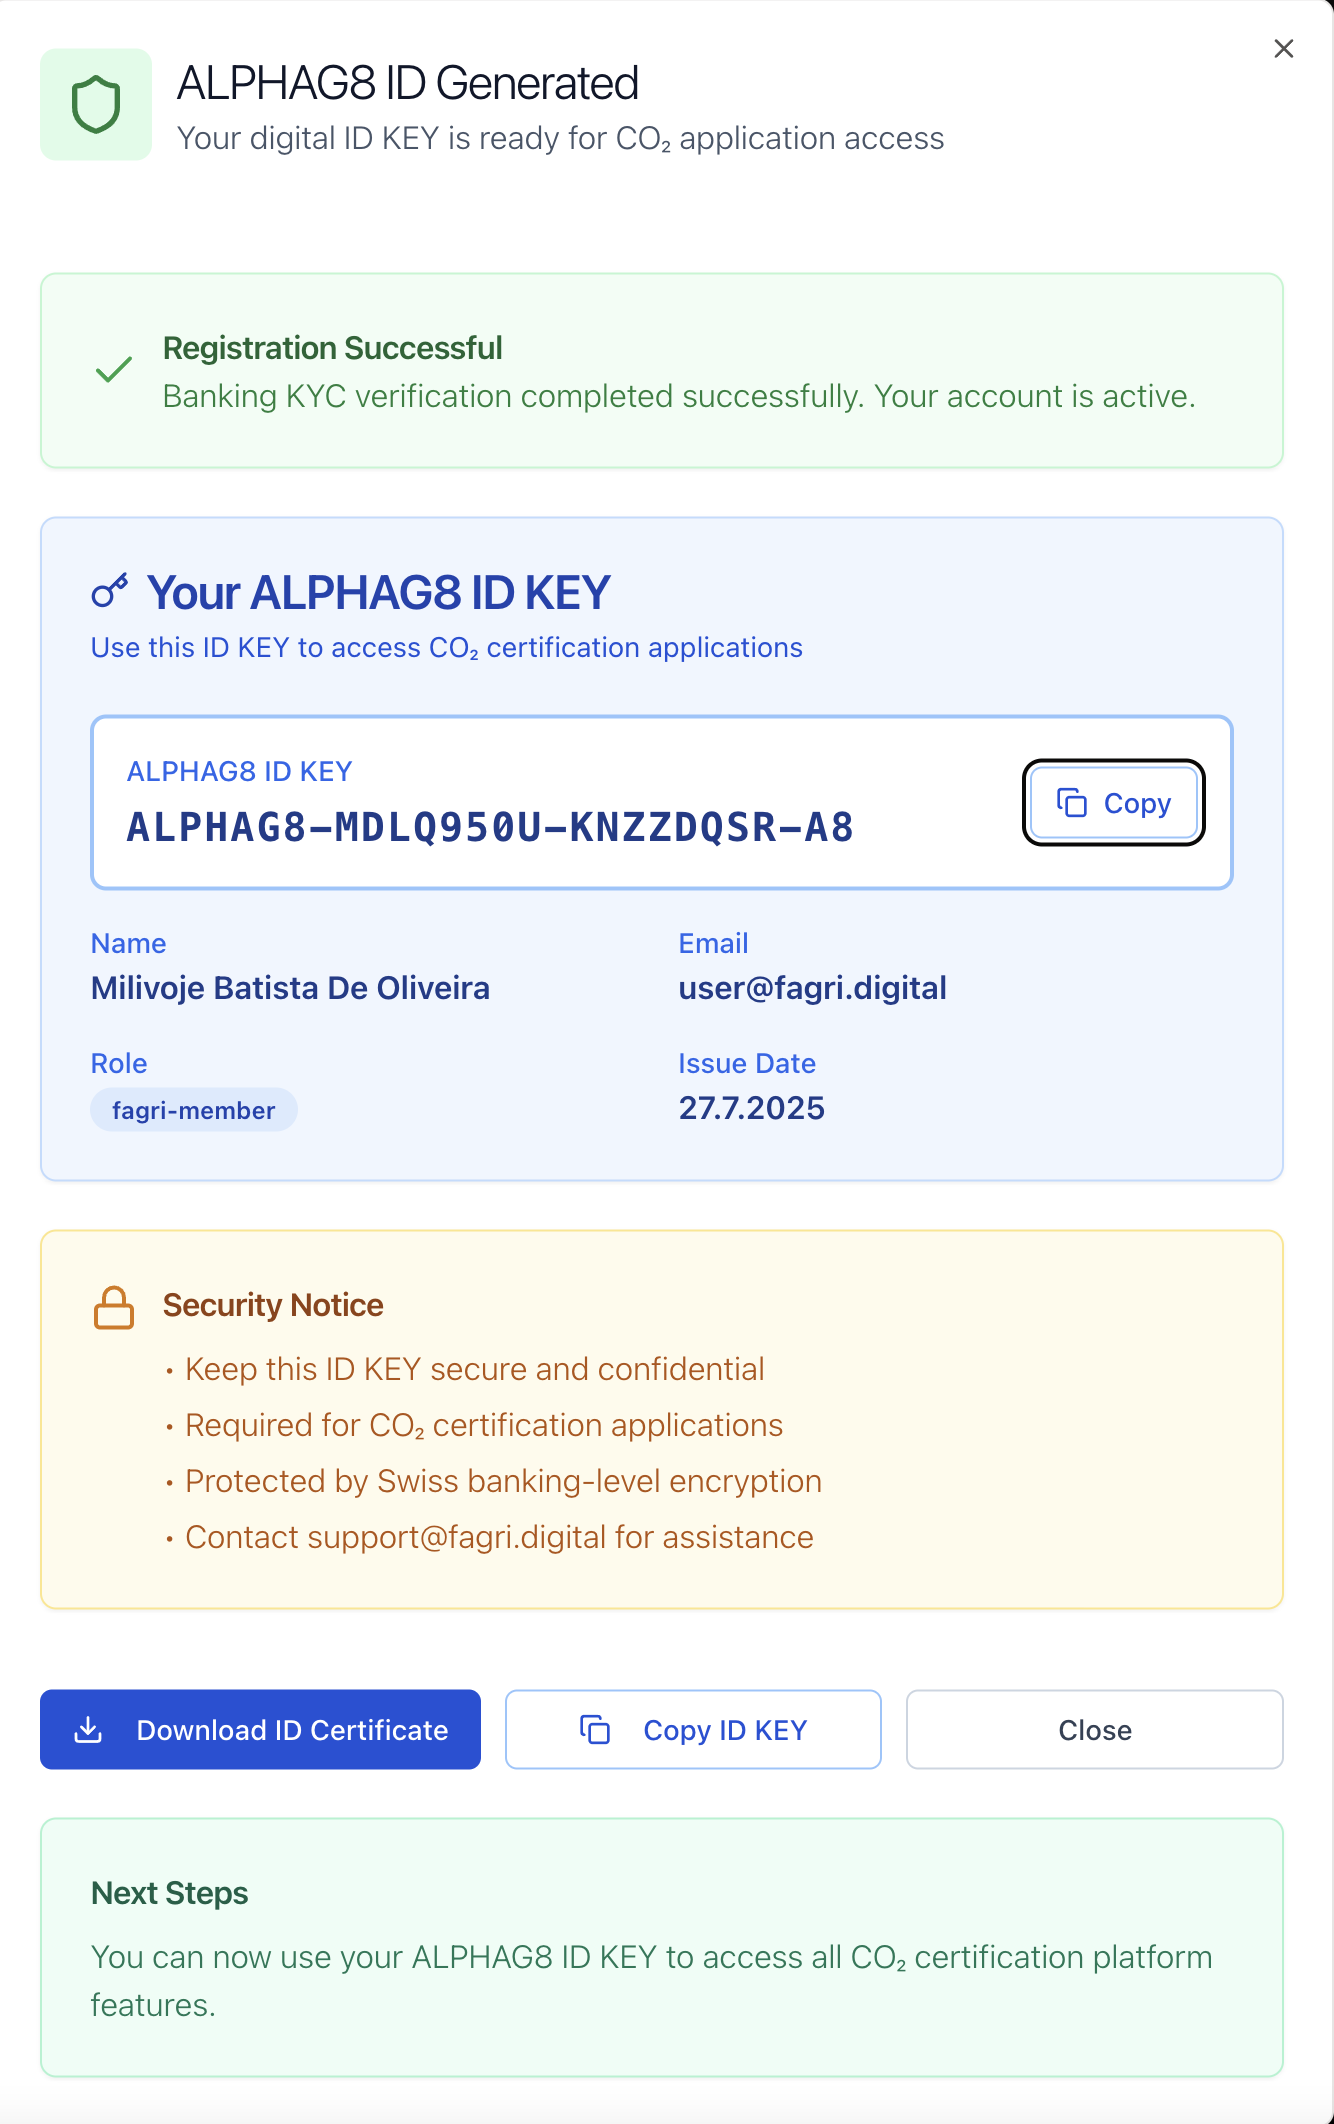 ALPHAG8 ID Generated
Your digital ID KEY is ready for CO₂ application access
Registration Successful
Banking KYC verification completed successfully. Your account is active.
Your ALPHAG8 ID KEY
Use this ID KEY to access CO₂ certification applications
ALPHAG8 ID KEY
ALPHAG8-MDLQ950U-KNZZDQSR-A8
Copy
Name
Milivoje Batista De Oliveira
Email
user@fagri.digital
Role
fagri-member
Issue Date
27.7.2025
Security Notice
• Keep this ID KEY secure and confidential
• Required for CO₂ certification applications
• Protected by Swiss banking-level encryption
• Contact support@fagri.digital for assistance
Download ID Certificate
Copy ID KEY
Close
Next Steps
You can now use your ALPHAG8 ID KEY to access all CO₂ certification platform
features.